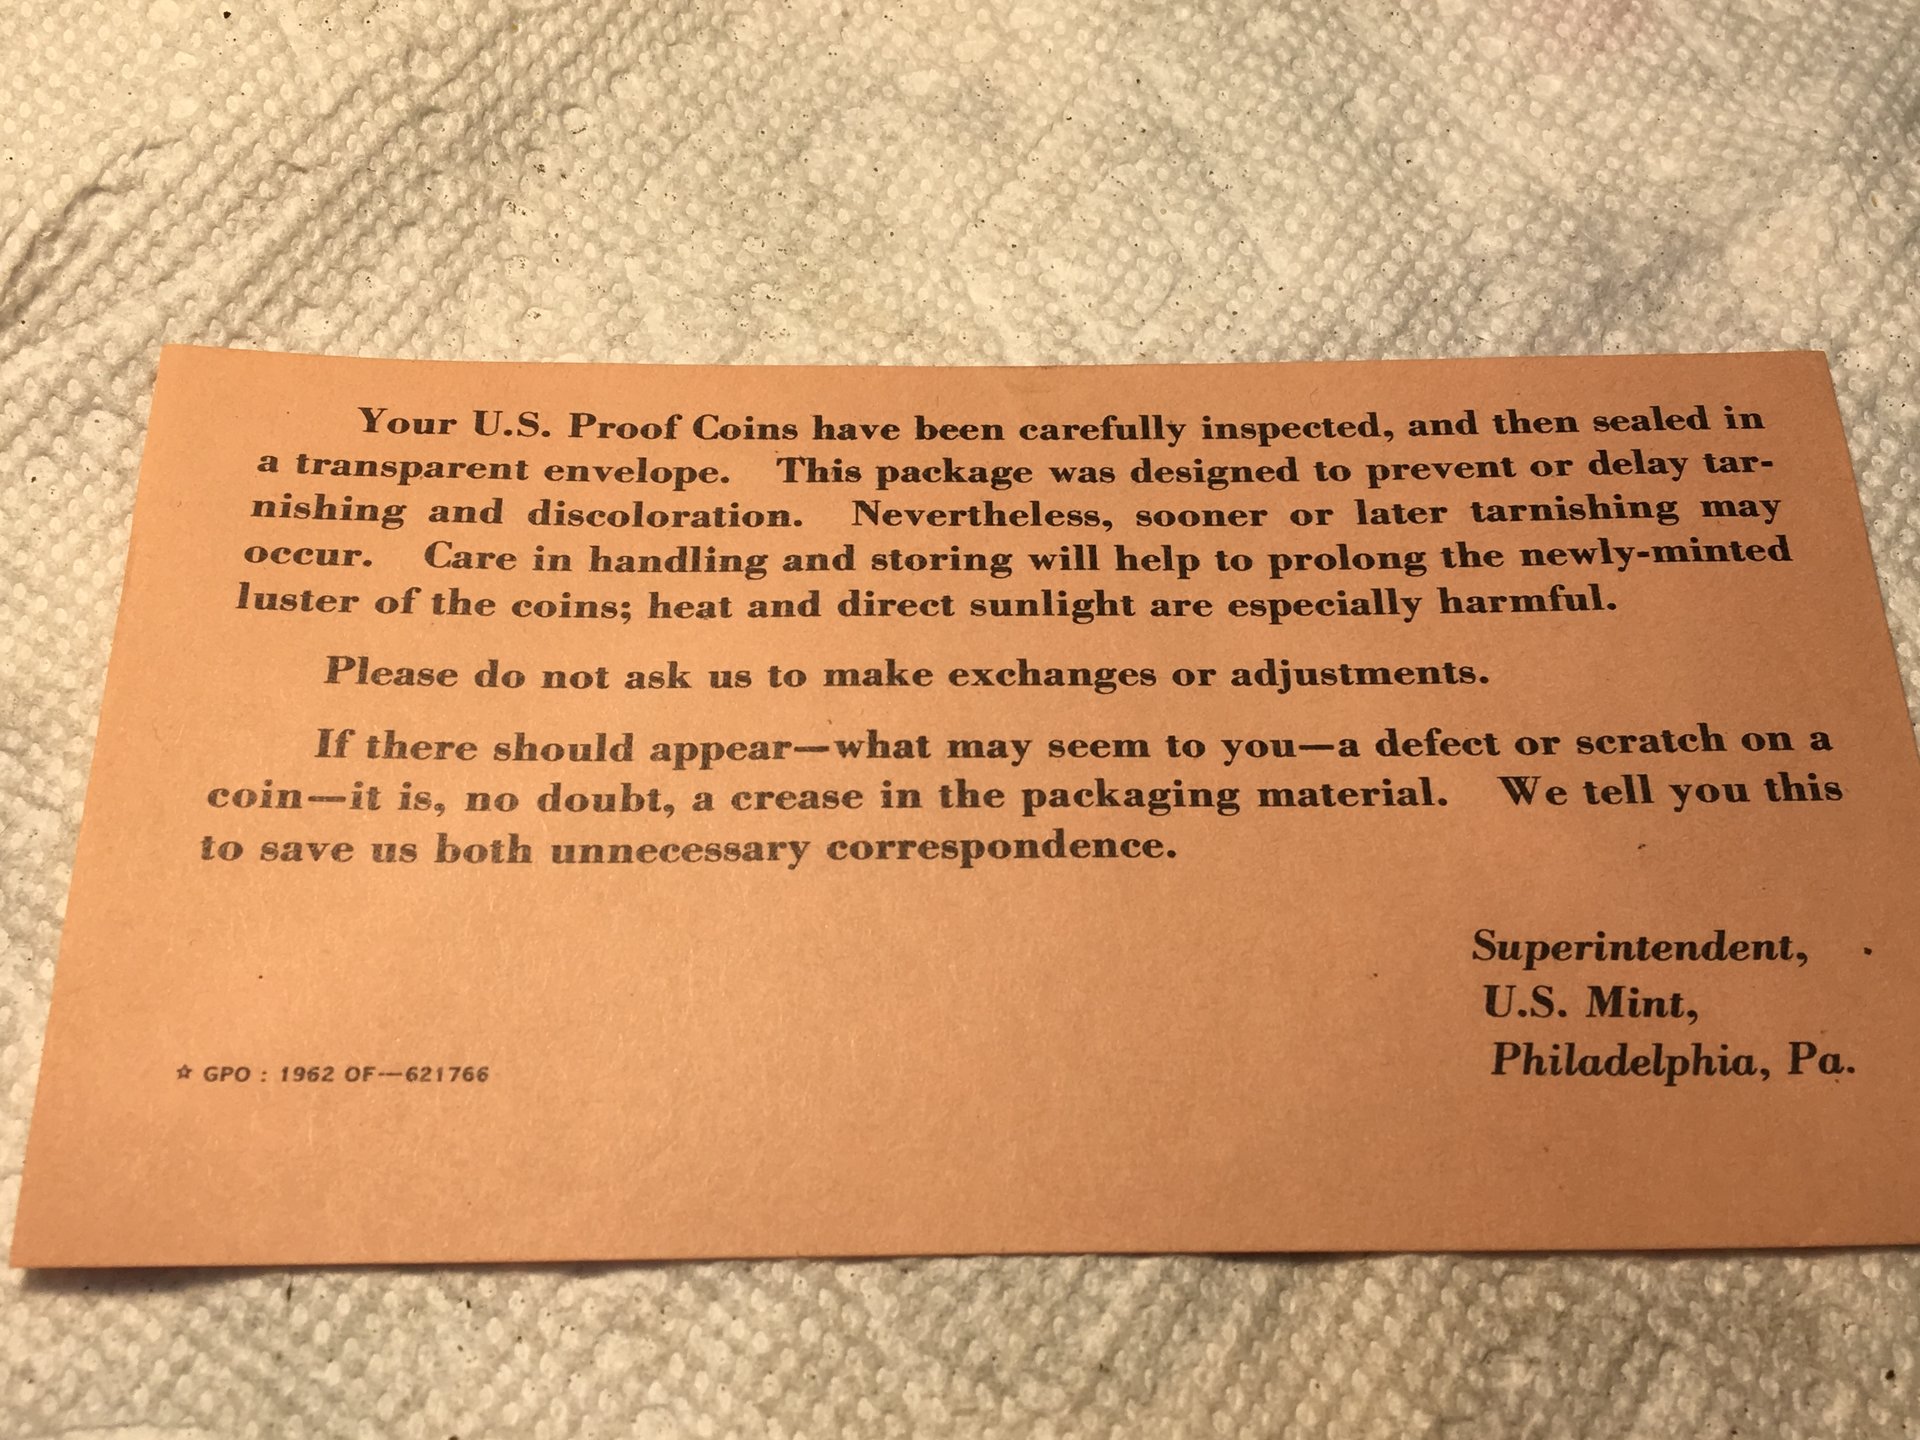 Your U.S. Proof Coins have been carefully inspected, and then sealed in
a transparent envelope. This package was designed to prevent or delay tar-
nishing and discoloration. Nevertheless, sooner or later tarnishing may
occur. Care in handling and storing will help to prolong the newly-minted
luster of the coins; heat and direct sunlight are especially harmful.
Please do not ask us to make exchanges or adjustments.
If there should appear—what may seem to you—a defect or scratch on a
coin—it is, no doubt, a crease in the packaging material. We tell you this
to save us both unnecessary correspondence.
Superintendent,
U.S. Mint,
Philadelphia, Pa.
☆ GPO : 1962 OF—621766